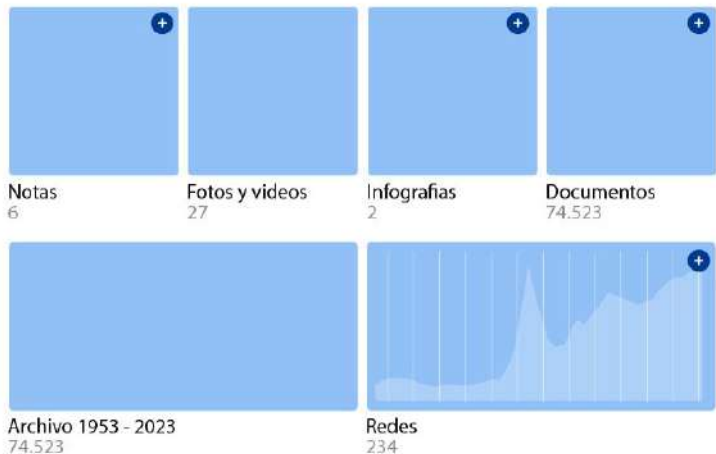 Notas
6
Fotos y videos
27
Infografias
2
Documentos
74.523
Archivo 1953 - 2023
74.523
Redes
234